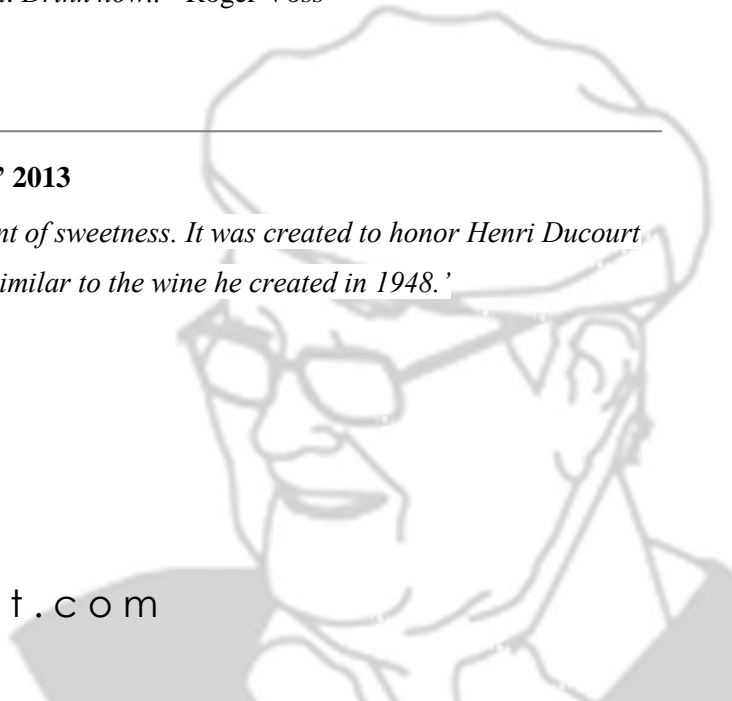 Drink now.. Roger Voss
’ 2013
nt of sweetness. It was created to honor Henri Ducourt
imilar to the wine he created in 1948.’
t.com